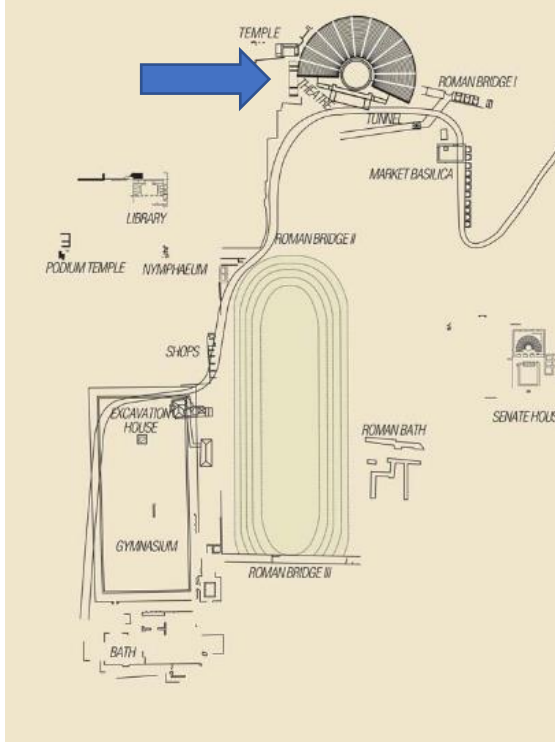 TEMPLE
THEATRE
ROMAN BRIDGE I
TUNNEL
MARKET BASILICA
LIBRARY
ROMAN BRIDGE II
PODIUM TEMPLE
NYMPHAEUM
SHOPS
SENATE HOUS
EXCAVATION
HOUSE
ROMAN BATH
GYMNASIUM
ROMAN BRIDGE III
BATH